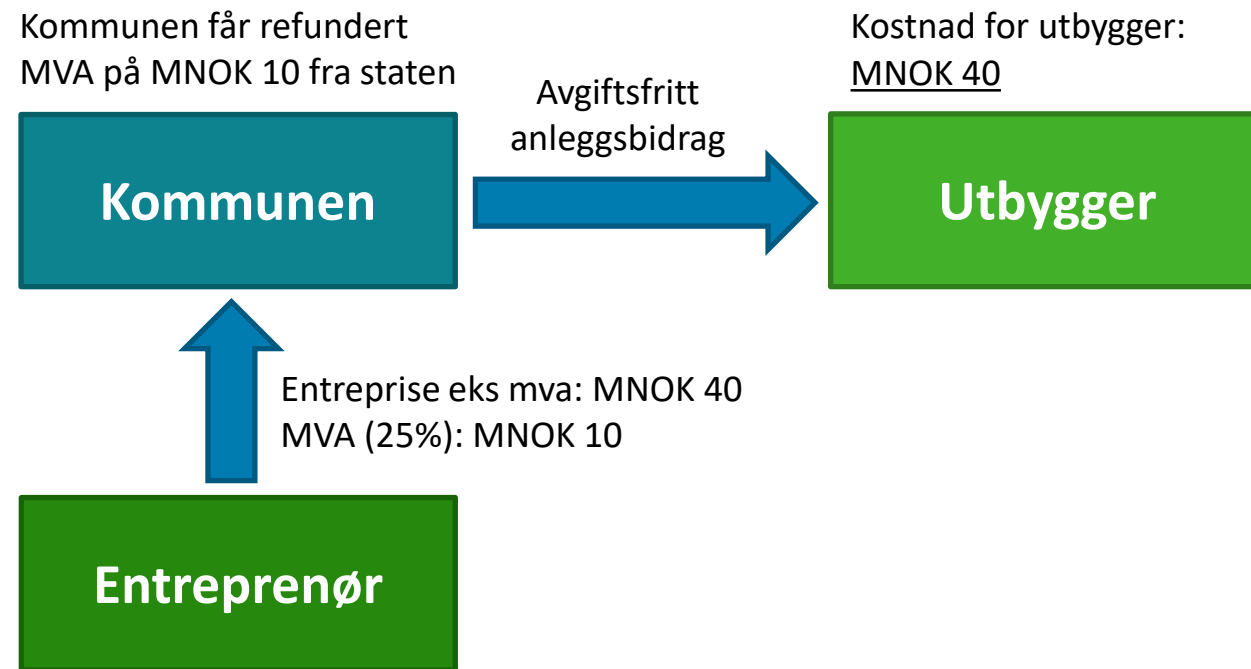 Kommunen får refundert
MVA på MNOK 10 fra staten
Kostnad for utbygger:
MNOK 40
Avgiftsfritt
anleggsbidrag
Kommunen
Utbygger
Entreprise eks mva: MNOK 40
MVA (25%): MNOK 10
Entreprenør